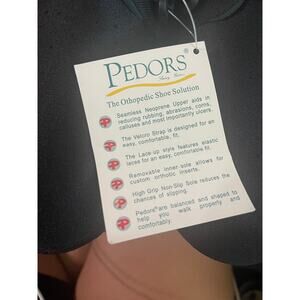 PEDORS
The Othopedic Shoe Solution
Seamless Neoprene Upper aids in
reducing rubbing, abrasions, corns,
calluses and most importantly ulcers.
The Velcro Strap is designed for an
easy, comfortable, fit.
The Lace-up style features elastic
laces for an easy, comfortable fit.
Removable inner-sole allows for
custom orthotic inserts.
High Grip Non-Slip Sole reduces the
chances of slipping.
Pedors® are balanced and shaped to
help you walk properly and
comfortably.